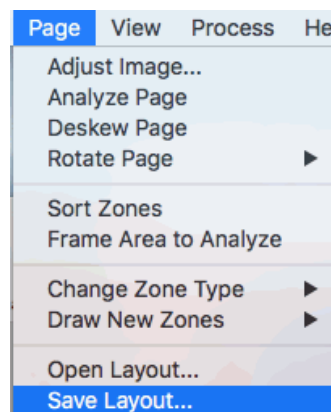 Page View Process He
Adjust Image...
Analyze Page
Deskew Page
Rotate Page
Sort Zones
Frame Area to Analyze
Change Zone Type
Draw New Zones
Open Layout...
Save Layout...